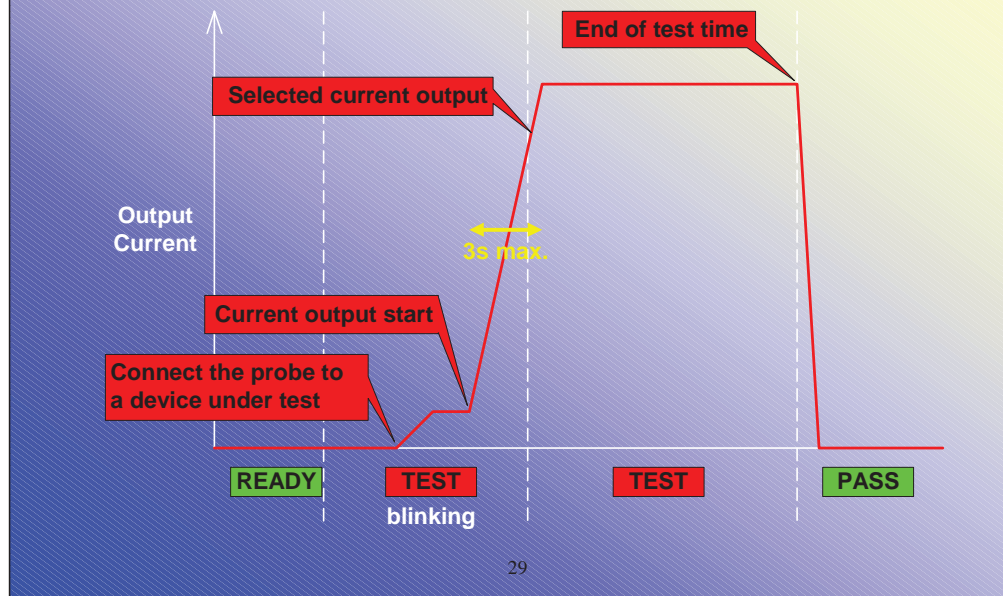 End of test time
Selected current output
Output
Current
3s max.
Current output start
Connect the probe to
a device under test
READY
TEST
TEST
PASS
blinking
29